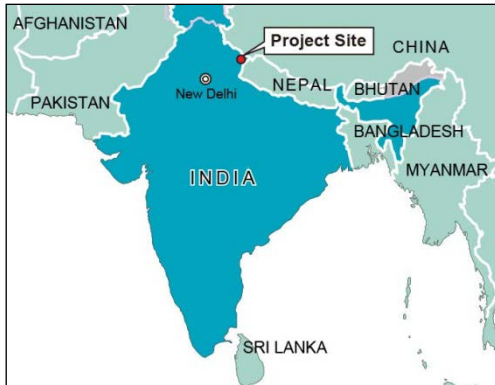 AFGHANISTAN
Project Site
CHINA
NEPAL
New Delhi
BHUTAN
PAKISTAN
BANGLADESH
INDIA
MYANMAR
SRI LANKA